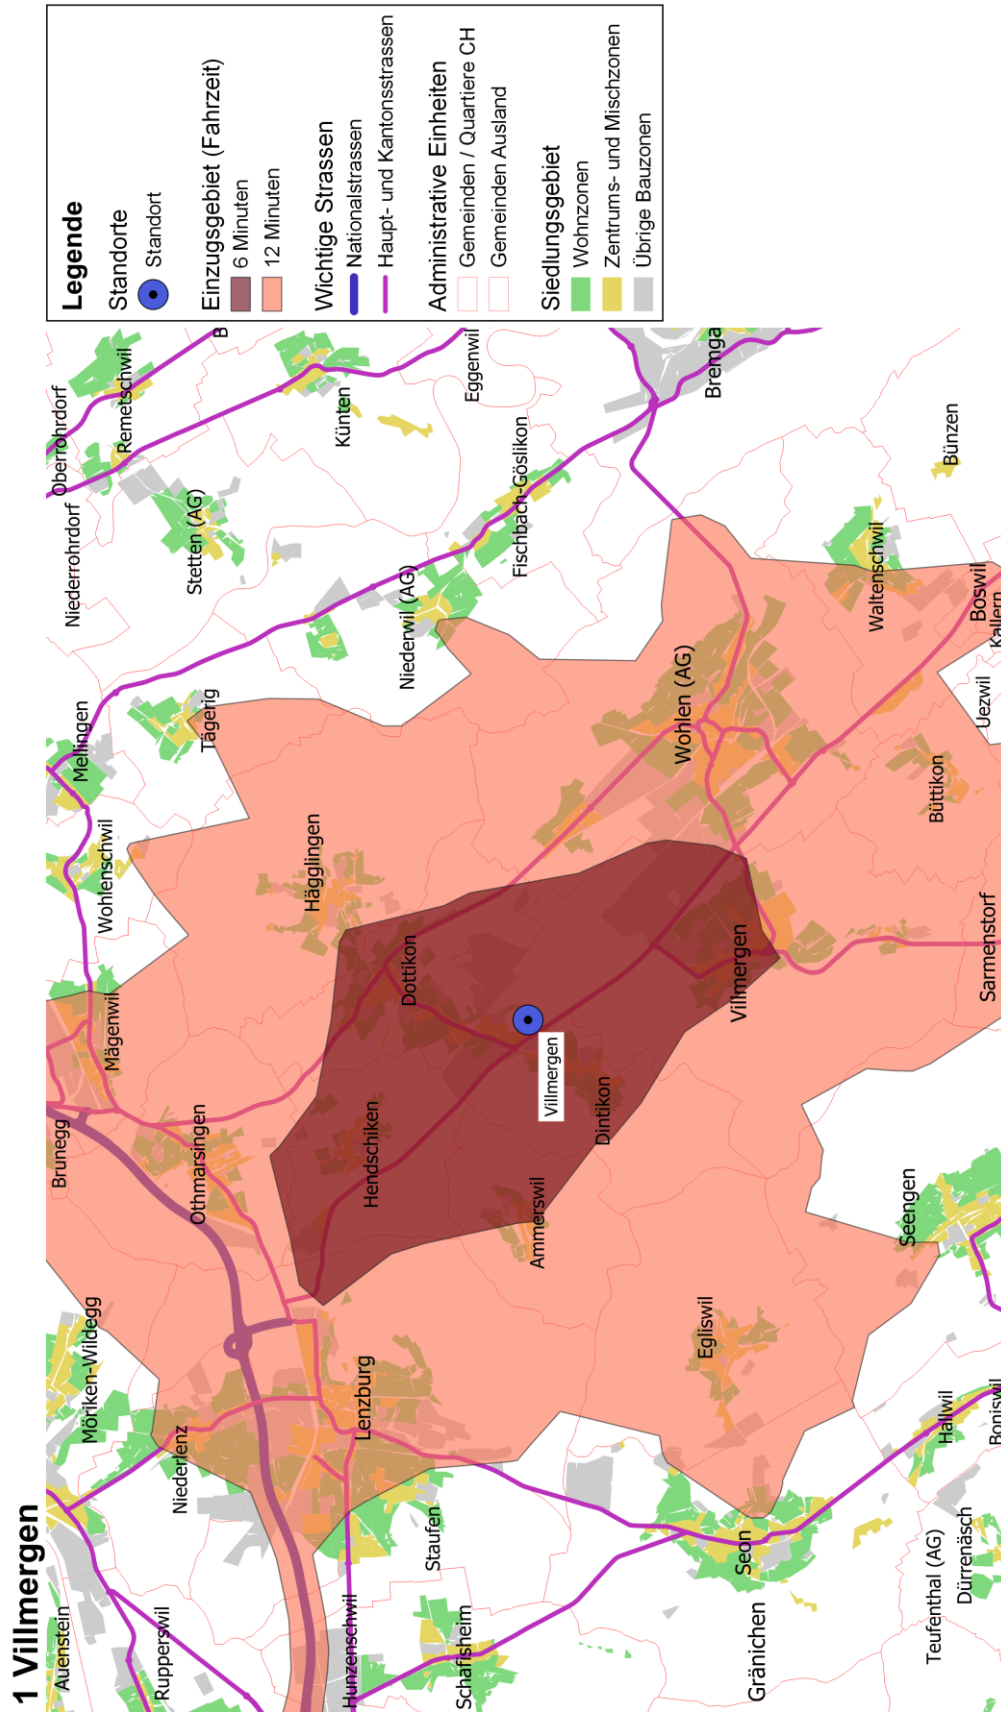 1 Villmergen
Auenstein
Rupperswil
Hunzenschwil
Schafisheim
Gränichen
Teufenthal (AG)
Dürrenäsch
Möriken-Wildegg
Niederlenz
Lenzburg
Staufen
Seon
Hallwil
Boniswil
Egliswil
Seengen
Brunegg
Othmarsingen
Hendschiken
Ammerswil
Dintikon
Villmergen
Mägenwil
Dottikon
Villmergen
Sarmenstorf
Wohlenschwil
Hägglingen
Büttikon
Mellingen
Tägerig
Wohlen (AG)
Uezwil
Niederrohrdorf
Stetten (AG)
Niederwil (AG)
Fischbach-Göslikon
Waltenschwil
Boswil
Kallern
Oberrohrdorf
Remetschwil
Künten
Eggenwil
Bremga
Bünzen
B
Legende
Standorte
Standort
Einzugsgebiet (Fahrzeit)
6 Minuten
12 Minuten
Wichtige Strassen
Nationalstrassen
Haupt- und Kantonsstrassen
Administrative Einheiten
Gemeinden / Quartiere CH
Gemeinden Ausland
Siedlungsgebiet
Wohnzonen
Zentrums- und Mischzonen
Übrige Bauzonen